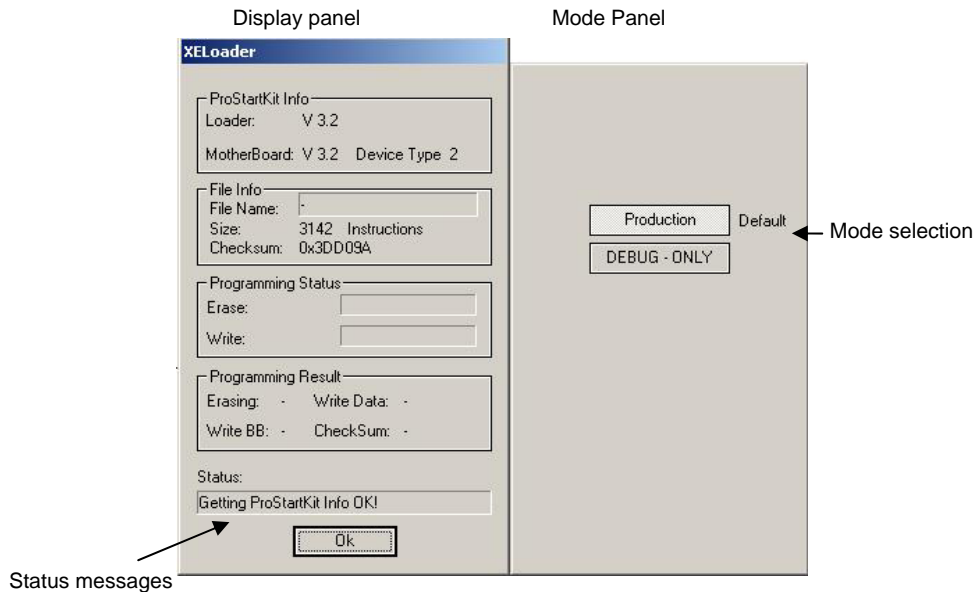 Display panel
Mode Panel
XELoader
ProStartKit Info
Loader: V 3.2
MotherBoard: V 3.2 Device Type 2
File Info
File Name: -
Size: 3142 Instructions
Checksum: 0x3DD09A
Programming Status
Erase:
Write:
Programming Result
Erasing: - Write Data: -
Write BB: - CheckSum: -
Status:
Getting ProStartKit Info OK!
Ok
Production Default
DEBUG - ONLY
Mode selection
Status messages